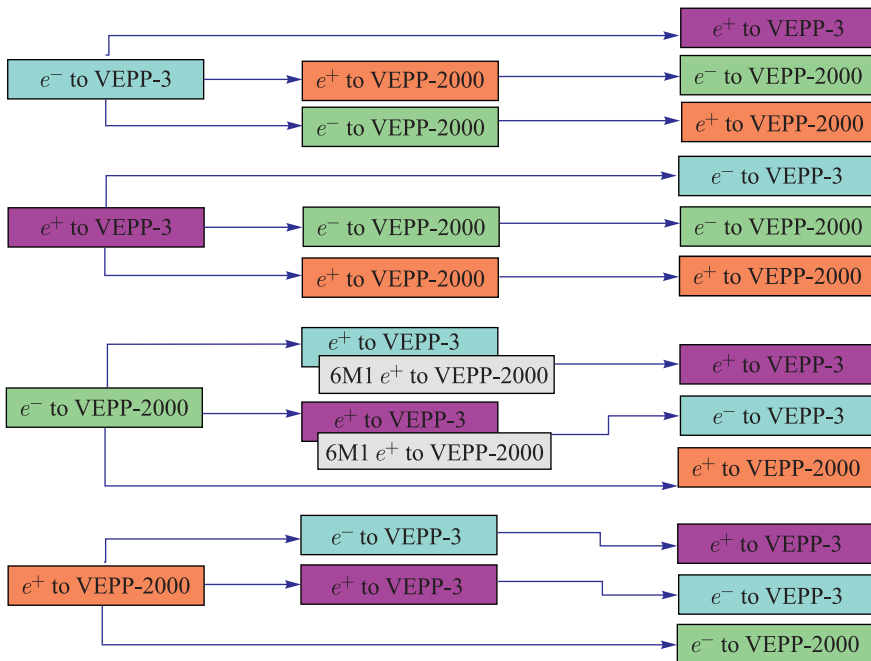 e⁺ to VEPP-3
e⁻ to VEPP-3
e⁺ to VEPP-2000
e⁻ to VEPP-2000
e⁻ to VEPP-2000
e⁺ to VEPP-2000
e⁻ to VEPP-3
e⁺ to VEPP-3
e⁻ to VEPP-2000
e⁻ to VEPP-2000
e⁺ to VEPP-2000
e⁺ to VEPP-2000
e⁺ to VEPP-3
6M1 e⁺ to VEPP-2000
e⁺ to VEPP-3
e⁻ to VEPP-2000
e⁺ to VEPP-3
6M1 e⁺ to VEPP-2000
e⁻ to VEPP-3
e⁺ to VEPP-2000
e⁻ to VEPP-3
e⁺ to VEPP-3
e⁺ to VEPP-2000
e⁺ to VEPP-3
e⁻ to VEPP-3
e⁻ to VEPP-2000